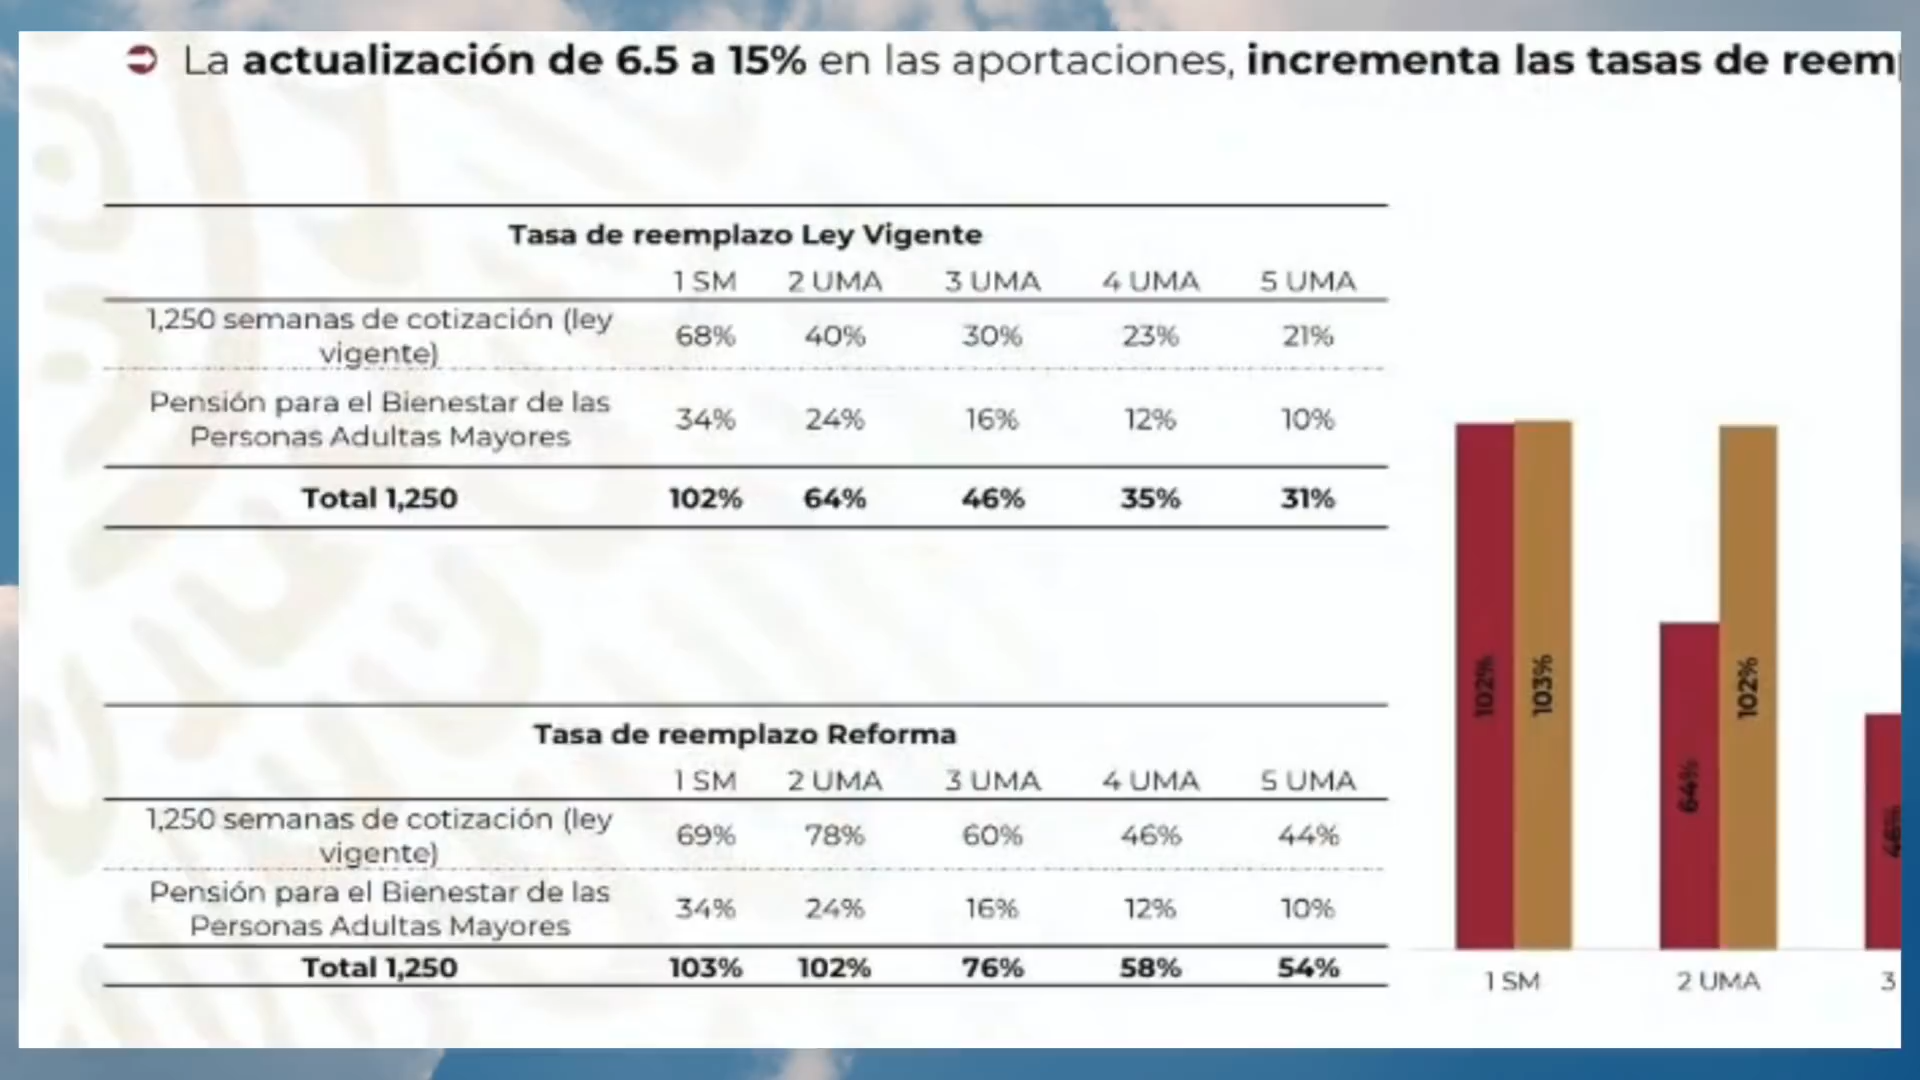 La actualización de 6.5 a 15% en las aportaciones, incrementa las tasas de reem
Tasa de reemplazo Ley Vigente
1 SM 2 UMA 3 UMA 4 UMA 5 UMA
1,250 semanas de cotización (ley
vigente)
68% 40% 30% 23% 21%
Pensión para el Bienestar de las
Personas Adultas Mayores
34% 24% 16% 12% 10%
Total 1,250 102% 64% 46% 35% 31%
Tasa de reemplazo Reforma
1 SM 2 UMA 3 UMA 4 UMA 5 UMA
1,250 semanas de cotización (ley
vigente)
69% 78% 60% 46% 44%
Pensión para el Bienestar de las
Personas Adultas Mayores
34% 24% 16% 12% 10%
Total 1,250 103% 102% 76% 58% 54%
102% 103% 64% 102% 46%
1 SM 2 UMA 3